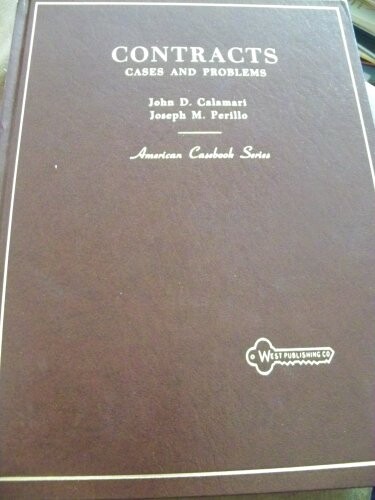 CONTRACTS
CASES AND PROBLEMS
John D. Calamari
Joseph M. Perillo
American Casebook Series
WEST PUBLISHING CO